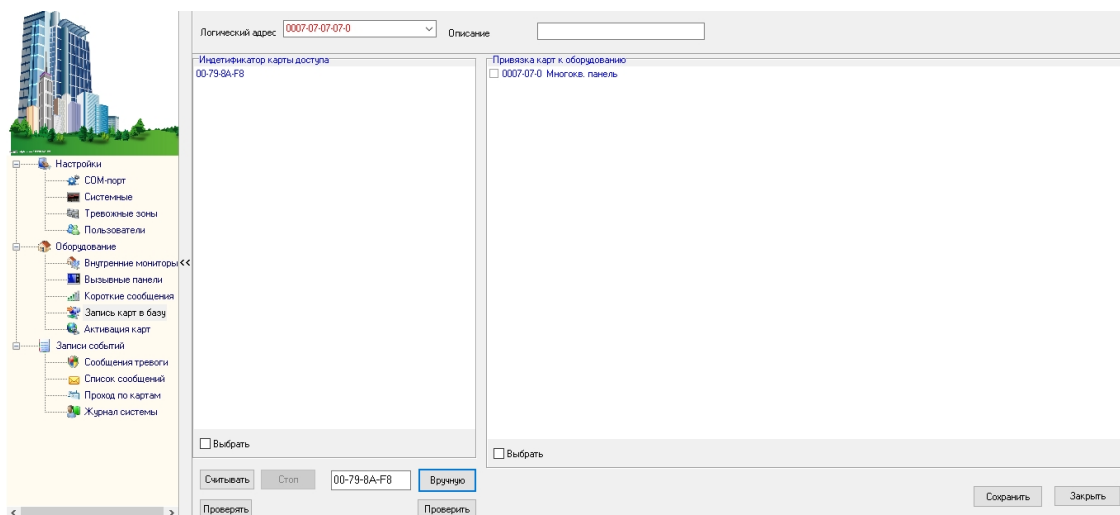 Логический адрес 0007-07-07-07-0 Описание
Индетификатор карты доступа
00-79-8A-F8
Выбрать
Привязка карт к оборудованию
0007-07-0 Многокв. панель
Выбрать
Настройки
COM-порт
Системные
Тревожные зоны
Пользователи
Оборудование
Внутренние мониторы <<
Вызывные панели
Короткие сообщения
Запись карт в базу
Активация карт
Записи событий
Сообщения тревоги
Список сообщений
Проход по картам
Журнал системы
Считывать Стоп 00-79-8A-F8 Вручную
Проверять Проверить
Сохранить Закрыть